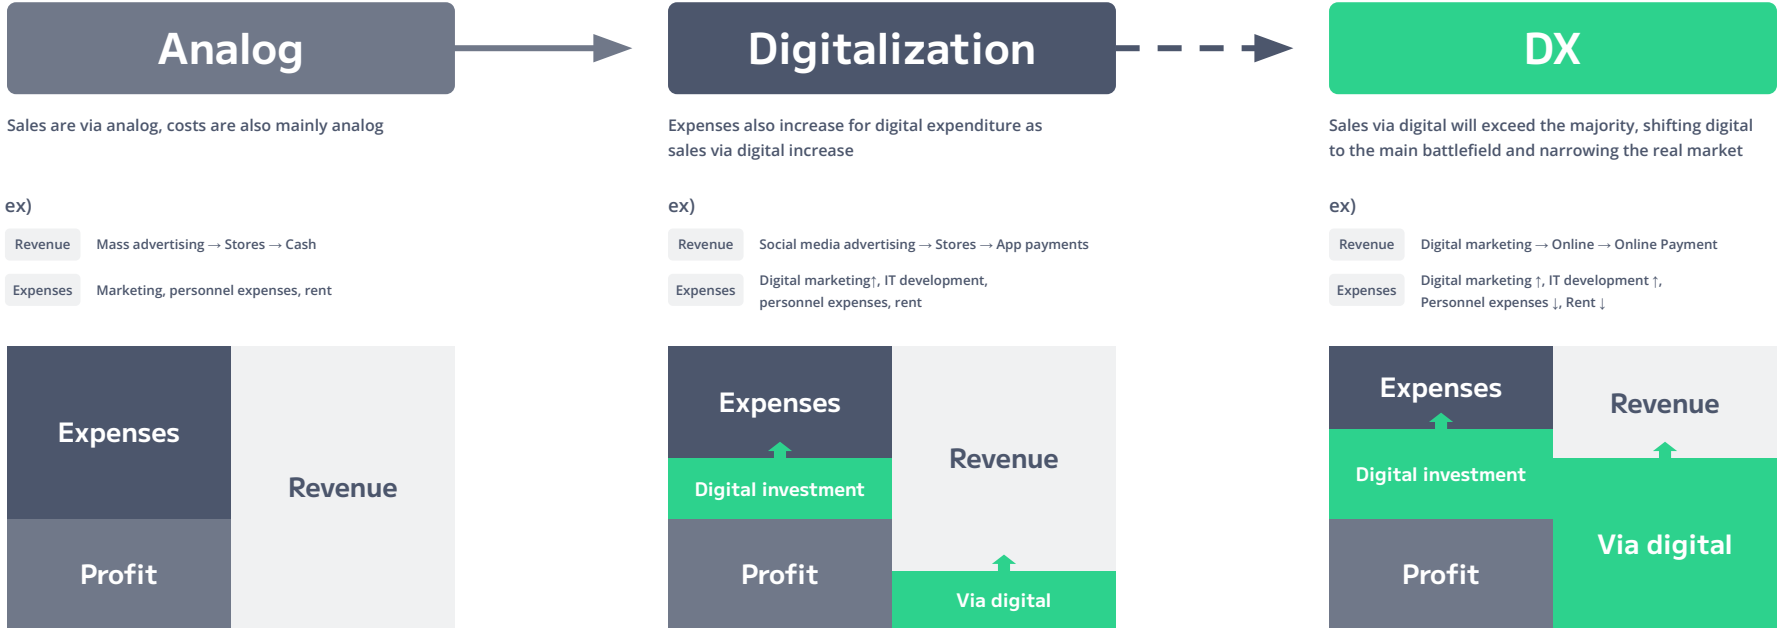 Analog
Sales are via analog, costs are also mainly analog
ex)
Revenue
Mass advertising → Stores → Cash
Expenses
Marketing, personnel expenses, rent
Expenses
Revenue
Profit
Digitalization
Expenses also increase for digital expenditure as
sales via digital increase
ex)
Revenue
Social media advertising → Stores → App payments
Expenses
Digital marketing↑, IT development,
personnel expenses, rent
Expenses
Revenue
Digital investment
Profit
Via digital
DX
Sales via digital will exceed the majority, shifting digital
to the main battlefield and narrowing the real market
ex)
Revenue
Digital marketing → Online → Online Payment
Expenses
Digital marketing ↑, IT development ↑,
Personnel expenses ↓, Rent ↓
Expenses
Revenue
Digital investment
Via digital
Profit